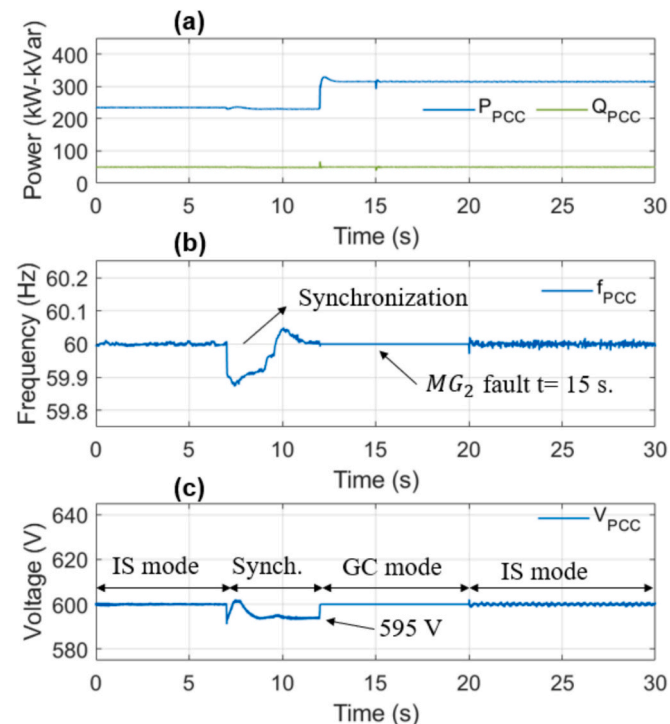 (a)
Power (kW-kVar)
400
300
200
100
0
P_PCC Q_PCC
0 5 10 15 20 25 30
Time (s)
(b)
Frequency (Hz)
60.2
60.1
60
59.9
59.8
Synchronization
f_PCC
MG_2 fault t= 15 s.
0 5 10 15 20 25 30
Time (s)
(c)
Voltage (V)
640
620
600
580
V_PCC
IS mode Synch. GC mode IS mode
595 V
0 5 10 15 20 25 30
Time (s)